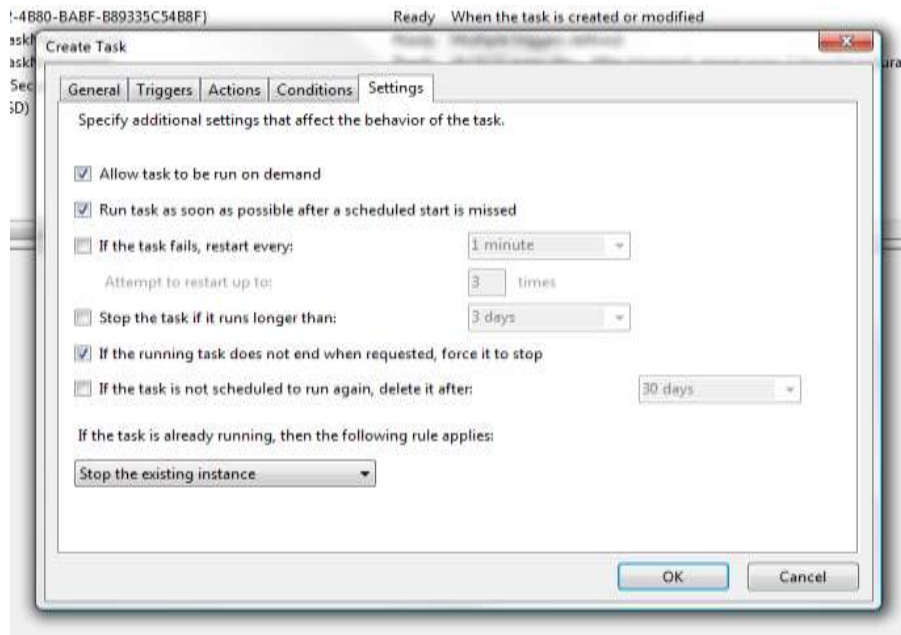 2-4B80-BABF-B89335C54B8F} Ready When the task is created or modified
Create Task
General Triggers Actions Conditions Settings
Specify additional settings that affect the behavior of the task.
Allow task to be run on demand
Run task as soon as possible after a scheduled start is missed
If the task fails, restart every: 1 minute
Attempt to restart up to: 3 times
Stop the task if it runs longer than: 3 days
If the running task does not end when requested, force it to stop
If the task is not scheduled to run again, delete it after: 30 days
If the task is already running, then the following rule applies:
Stop the existing instance
OK Cancel